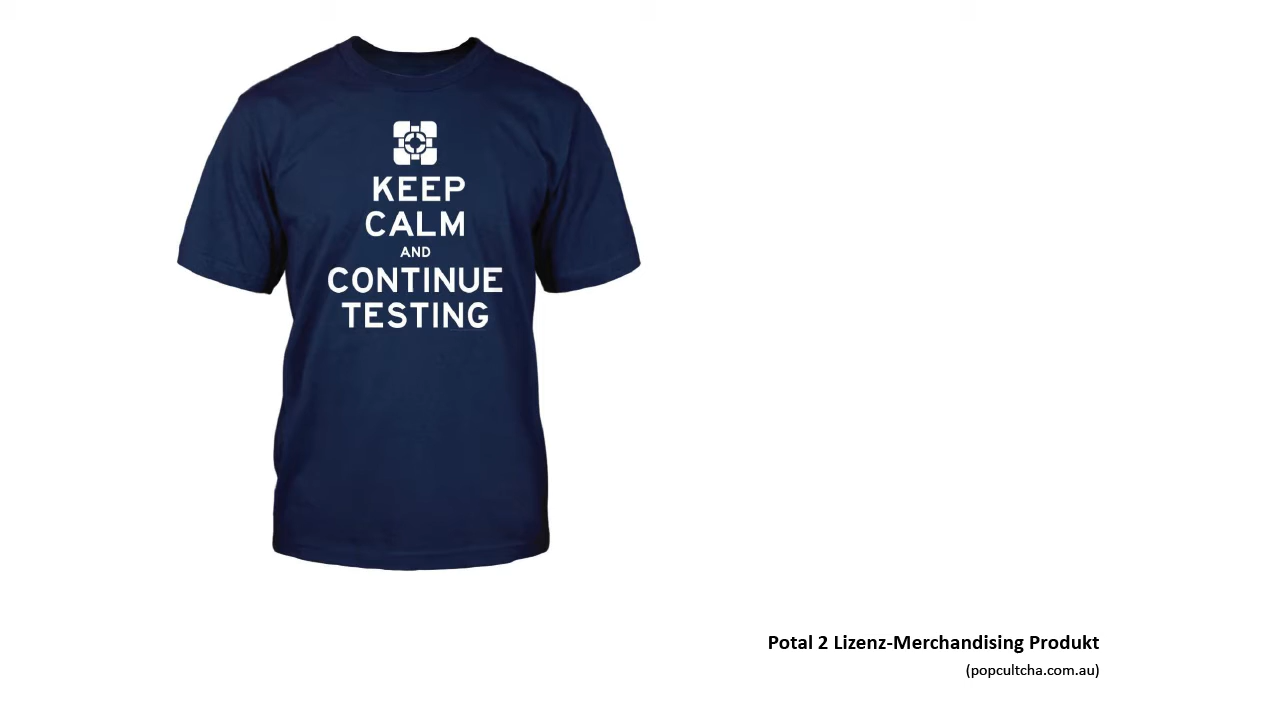 KEEP
CALM
AND
CONTINUE
TESTING
Potal 2 Lizenz-Merchandising Produkt
(popcultcha.com.au)